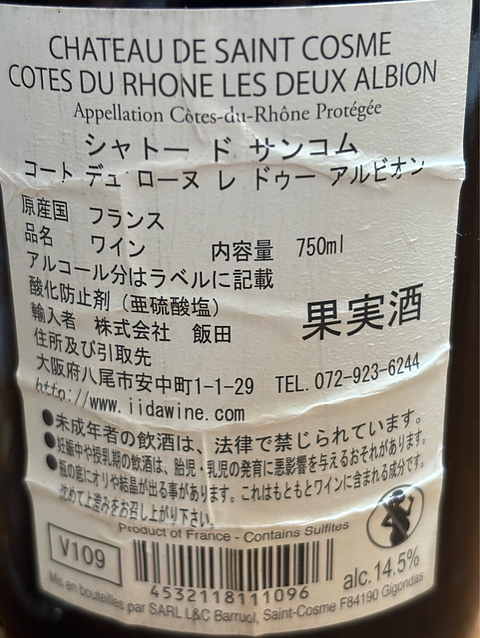 CHATEAU DE SAINT COSME
COTES DU RHONE LES DEUX ALBION
Appellation Côtes-du-Rhône Protégée
シャトー ド サンコム
コート デュ ローヌ レ ドゥー アルビオン
原産国 フランス
品名 ワイン 内容量 750ml
アルコール分はラベルに記載
酸化防止剤（亜硫酸塩）
果実酒
輸入者 株式会社 飯田
住所及び引取先
大阪府八尾市安中町1-1-29 TEL.072-923-6244
http://www.iidawine.com
●未成年者の飲酒は、法律で禁じられています。
●妊娠中や授乳期の飲酒は、胎児・乳児の発育に悪影響を与えるおそれがあります。
●瓶の底にオリや結晶が出る事があります。これはもともとワインに含まれる成分です。
沈めて上澄みをお召し上がり下さい。
Product of France - Contains Sulfites
V109
4532118111096
alc.14.5%
Mis en bouteilles par SARL L&C Barruol, Saint-Cosme F84190 Gigondas